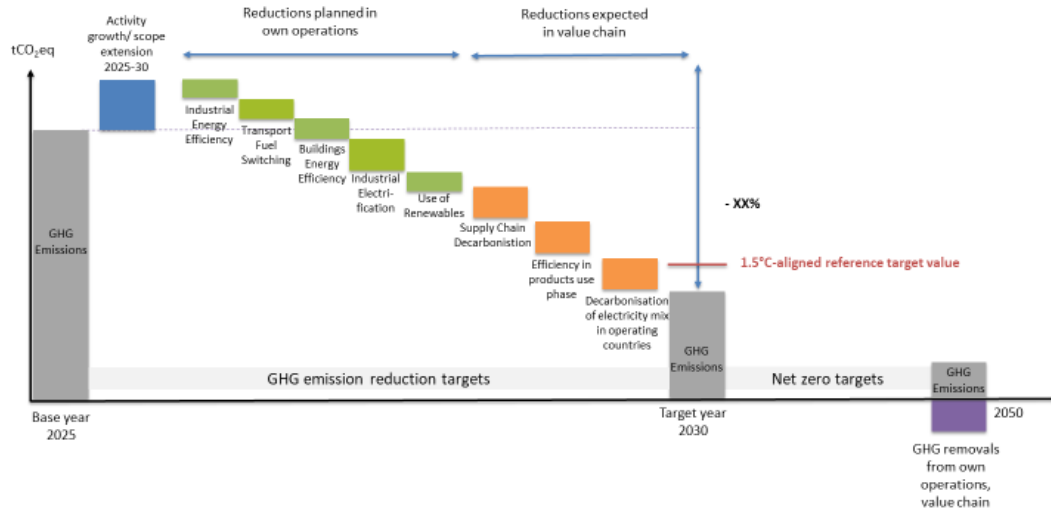 Reductions planned in
own operations
Reductions expected
in value chain
Activity
growth/ scope
extension
2025-30
tCO₂eq
Industrial
Energy
Efficiency
Transport
Fuel
Switching
Buildings
Energy
Efficiency
Industrial
Electri-
fication
Use of
Renewables
Supply Chain
Decarbonistion
Efficiency in
products use
phase
Decarbonisation
of electricity mix
in operating
countries
- XX%
1.5°C-aligned reference target value
GHG
Emissions
GHG
Emissions
GHG
Emissions
GHG emission reduction targets
Net zero targets
Base year
2025
Target year
2030
2050
GHG removals
from own
operations,
value chain